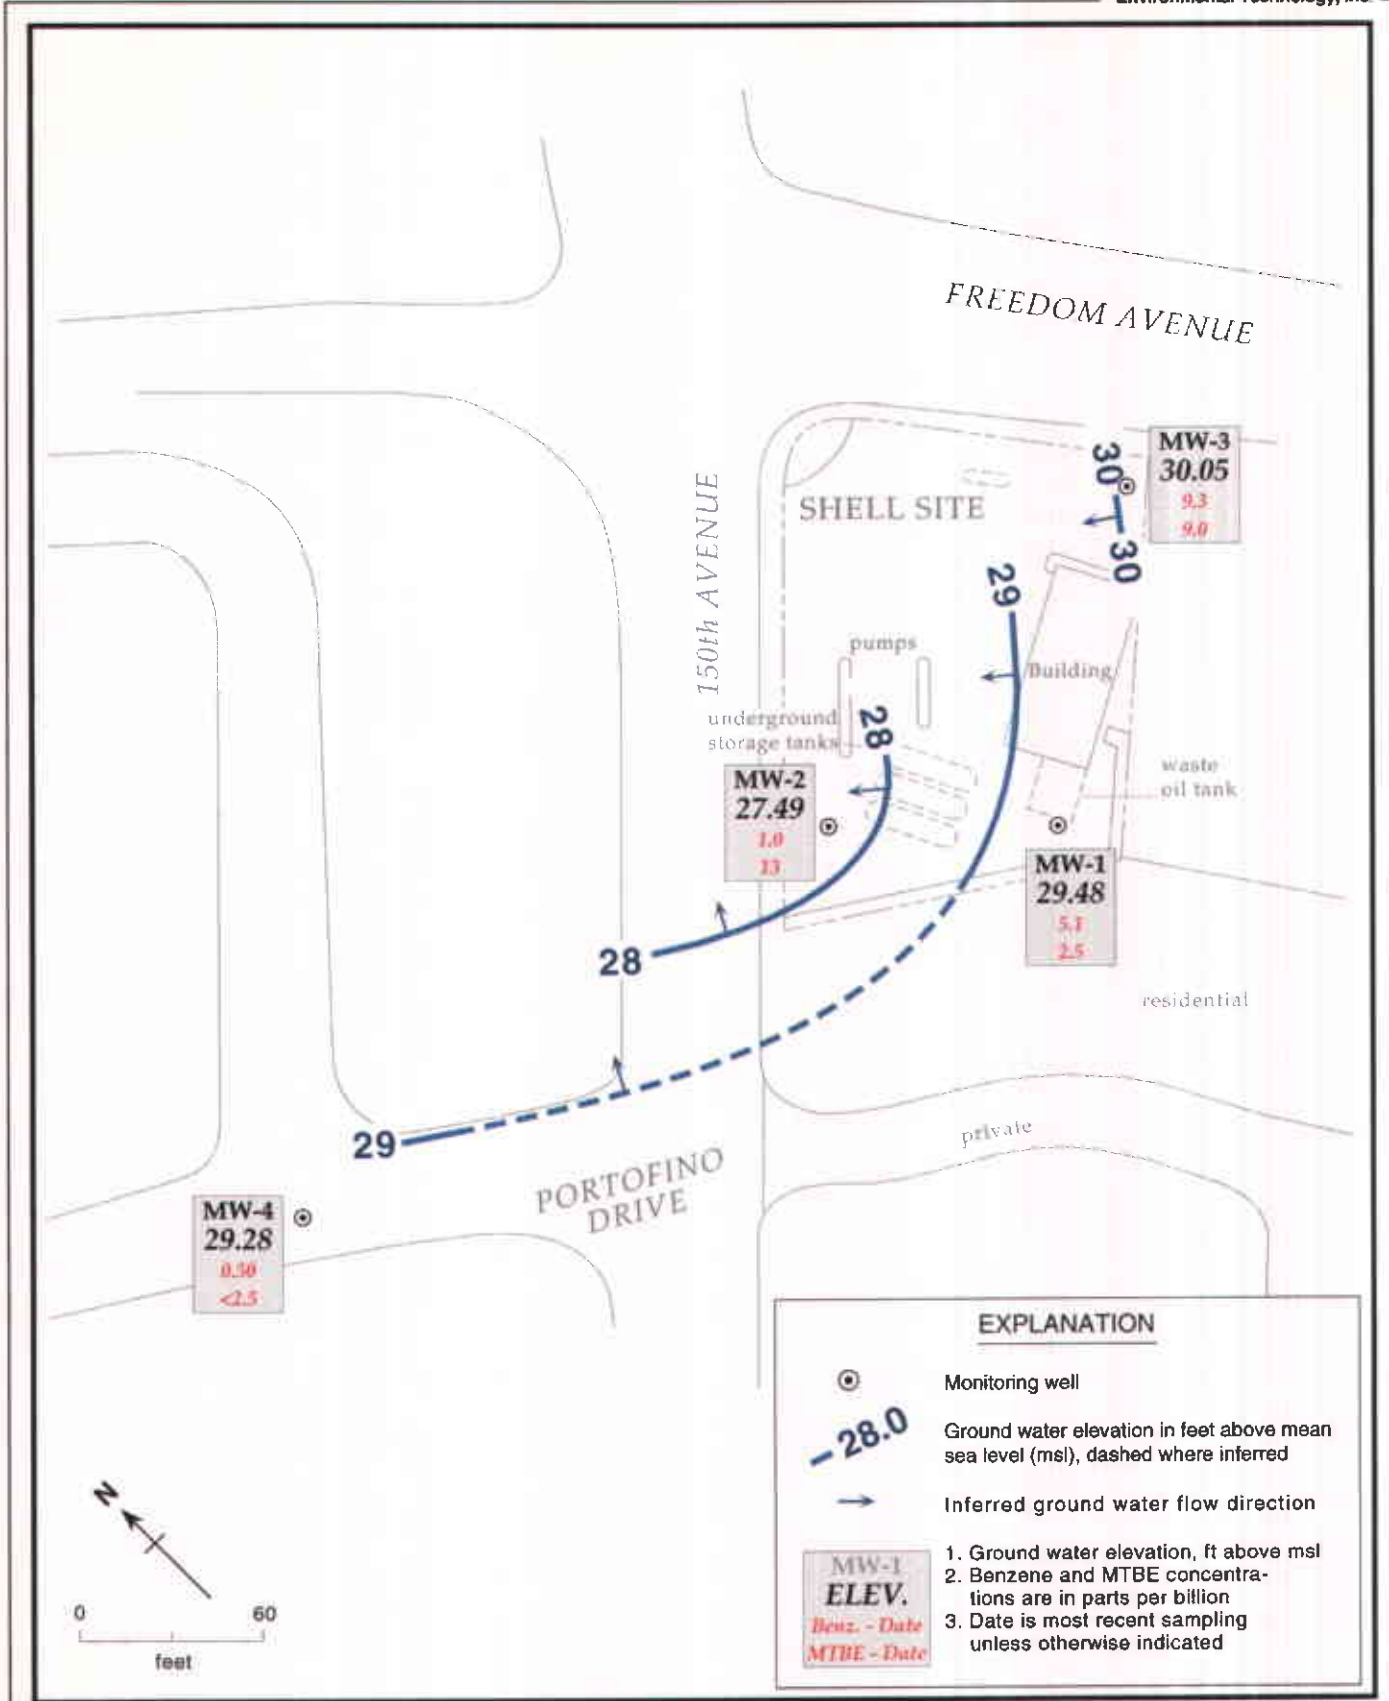 Environmental Technology, Inc.
FREEDOM AVENUE
150th AVENUE
SHELL SITE
MW-3
30.05
9.3
9.0
30
30
29
pumps
Building
underground
storage tanks
28
MW-2
27.49
1.0
13
waste
oil tank
MW-1
29.48
5.1
2.5
28
residential
29
private
PORTOFINO
DRIVE
MW-4
29.28
0.50
<2.5
N
0 60
feet
EXPLANATION
Monitoring well
28.0
Ground water elevation in feet above mean
sea level (msl), dashed where inferred
Inferred ground water flow direction
MW-1
ELEV.
Benz. - Date
MTBE - Date
1. Ground water elevation, ft above msl
2. Benzene and MTBE concentra-
tions are in parts per billion
3. Date is most recent sampling
unless otherwise indicated